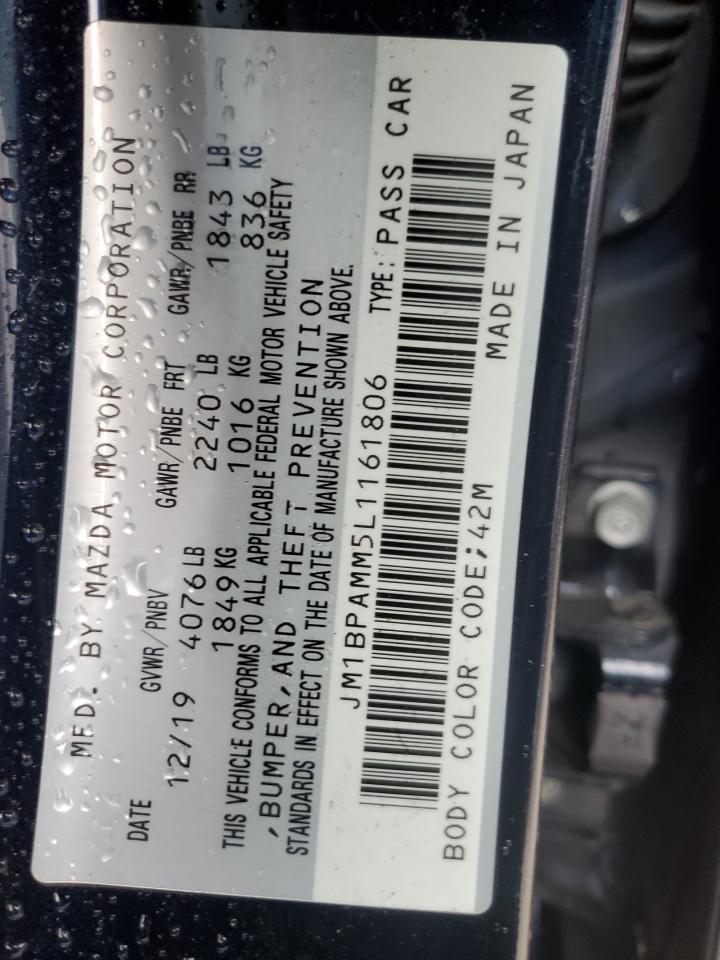 MFD. BY MAZDA MOTOR CORPORATION
DATE GVWR/PNBV GAWR/PNBE FRT GAWR/PNBE RR
12/19 4076LB 2240 LB 1843 LB
1849KG 1016 KG 836 KG
THIS VEHICLE CONFORMS TO ALL APPLICABLE FEDERAL MOTOR VEHICLE SAFETY
,BUMPER,AND THEFT PREVENTION
STANDARDS IN EFFECT ON THE DATE OF MANUFACTURE SHOWN ABOVE.
JM1BPAMM5L1161806 TYPE: PASS CAR
BODY COLOR CODE;42M MADE IN JAPAN